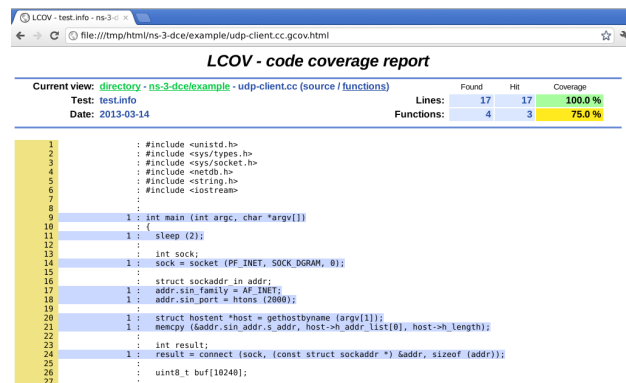 LCOV - test.info - ns-3-d ×
file:///tmp/html/ns-3-dce/example/udp-client.cc.gcov.html
LCOV - code coverage report
Current view: directory - ns-3-dce/example - udp-client.cc (source / functions) Found Hit Coverage
Test: test.info Lines: 17 17 100.0 %
Date: 2013-03-14 Functions: 4 3 75.0 %
1 : #include <unistd.h>
2 : #include <sys/types.h>
3 : #include <sys/socket.h>
4 : #include <netdb.h>
5 : #include <string.h>
6 : #include <iostream>
7 :
8 :
9 1 : int main (int argc, char *argv[])
10 : {
11 1 : sleep (2);
12 :
13 : int sock;
14 1 : sock = socket (PF_INET, SOCK_DGRAM, 0);
15 :
16 : struct sockaddr_in addr;
17 1 : addr.sin_family = AF_INET;
18 1 : addr.sin_port = htons (2000);
19 :
20 1 : struct hostent *host = gethostbyname (argv[1]);
21 1 : memcpy (&addr.sin_addr.s_addr, host->h_addr_list[0], host->h_length);
22 :
23 : int result;
24 1 : result = connect (sock, (const struct sockaddr *) &addr, sizeof (addr));
25 :
26 : uint8_t buf[10240];
27 :